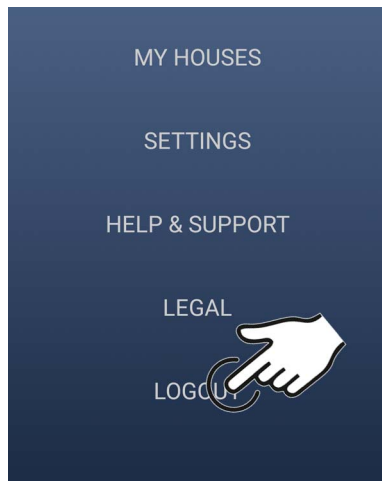 MY HOUSES
SETTINGS
HELP & SUPPORT
LEGAL
LOGOUT